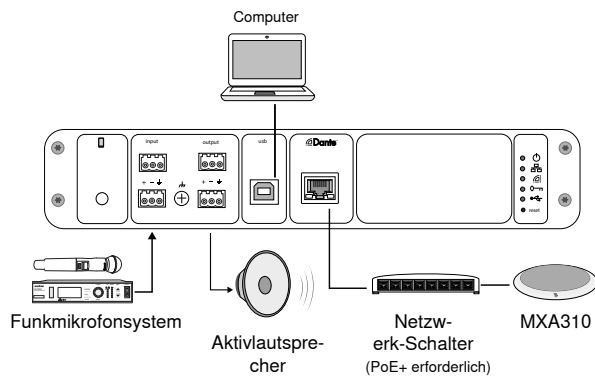 Computer
input
output
usb
Dante
+ - 
+ - 
reset
Funkmikrofonsystem
Aktivlautspre-
cher
Netzw-
erk-Schalter
(PoE+ erforderlich)
MXA310